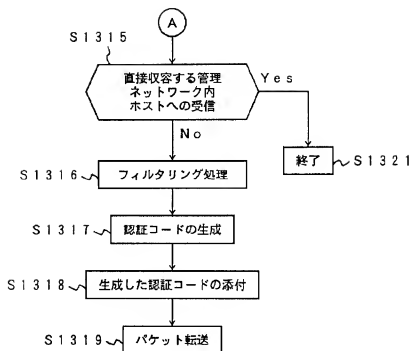 A
S1315
直接収容する管理
ネットワーク内
ホストへの受信
Yes
No
終了
S1321
S1316
フィルタリング処理
S1317
認証コードの生成
S1318
生成した認証コードの添付
S1319
パケット転送